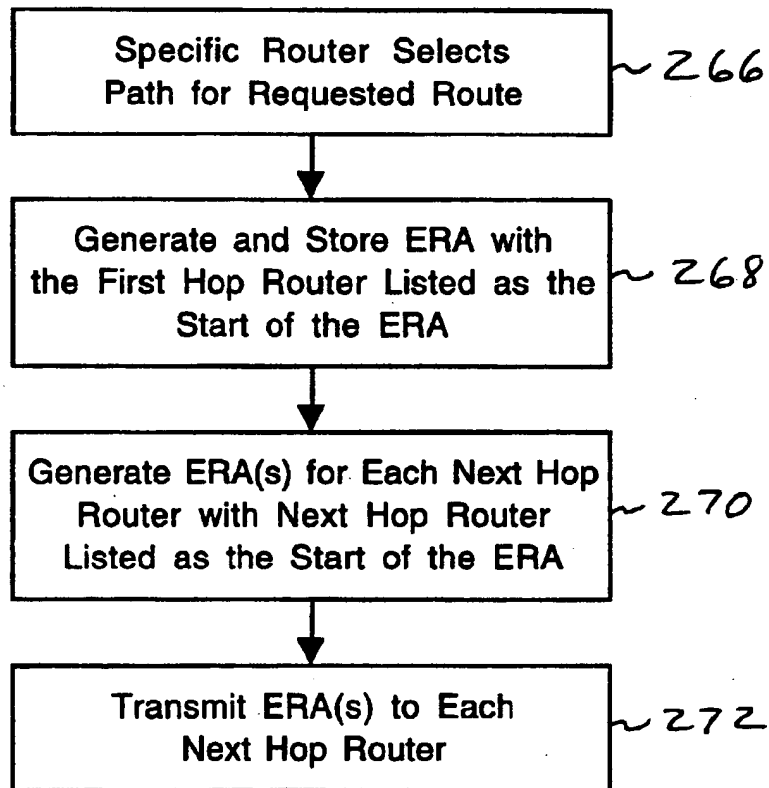 Specific Router Selects
Path for Requested Route
266
Generate and Store ERA with
the First Hop Router Listed as the
Start of the ERA
268
Generate ERA(s) for Each Next Hop
Router with Next Hop Router
Listed as the Start of the ERA
270
Transmit ERA(s) to Each
Next Hop Router
272